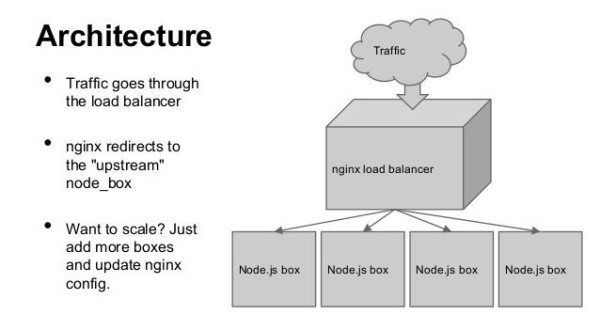 Architecture
• Traffic goes through
the load balancer
• nginx redirects to
the "upstream"
node_box
• Want to scale? Just
add more boxes
and update nginx
config.
Traffic
nginx load balancer
Node.js box
Node.js box
Node.js box
Node.js box